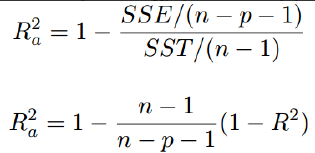 R_a^2 = 1 - \frac{SSE/(n-p-1)}{SST/(n-1)}
R_a^2 = 1 - \frac{n-1}{n-p-1}(1-R^2)